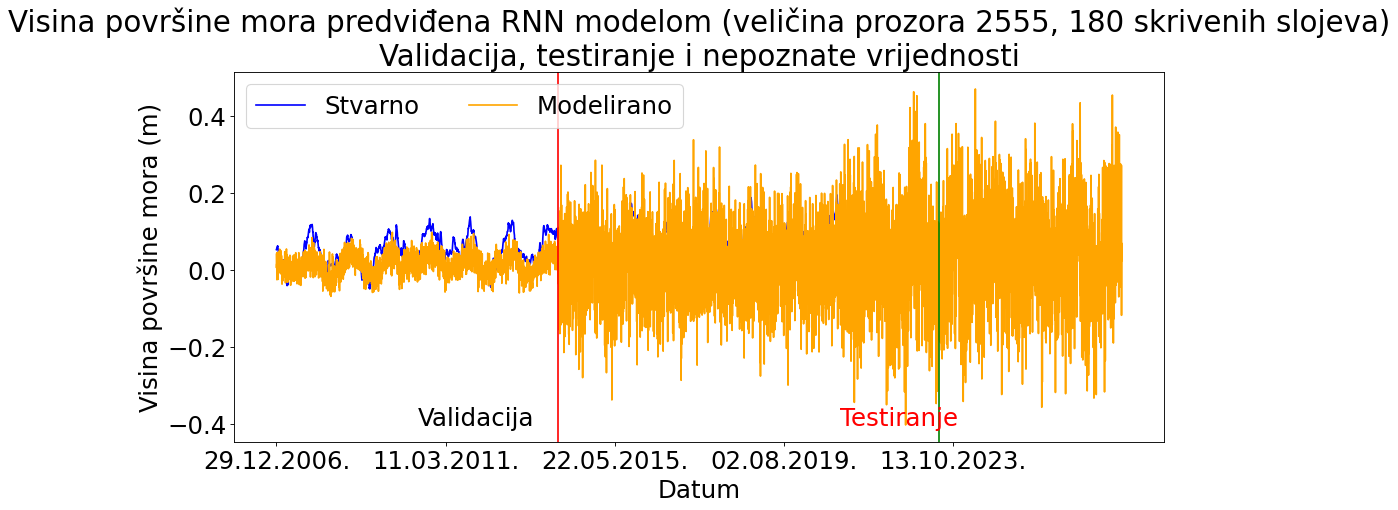 Visina površine mora predviđena RNN modelom (veličina prozora 2555, 180 skrivenih slojeva)
Validacija, testiranje i nepoznate vrijednosti
Stvarno
Modelirano
Visina površine mora (m)
0.4
0.2
0.0
−0.2
−0.4
Validacija
Testiranje
29.12.2006.
11.03.2011.
22.05.2015.
02.08.2019.
13.10.2023.
Datum